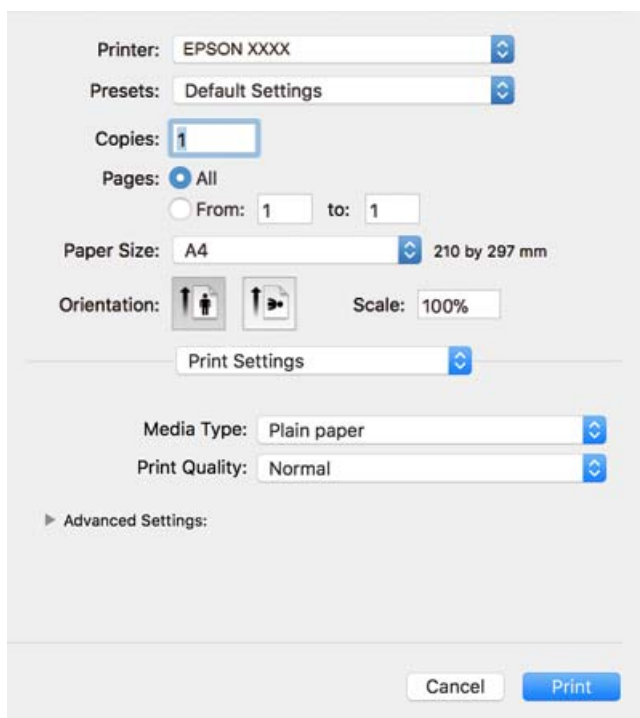 Printer: EPSON XXXX
Presets: Default Settings
Copies: 1
Pages: All
From: 1 to: 1
Paper Size: A4 210 by 297 mm
Orientation: Scale: 100%
Print Settings
Media Type: Plain paper
Print Quality: Normal
Advanced Settings:
Cancel Print